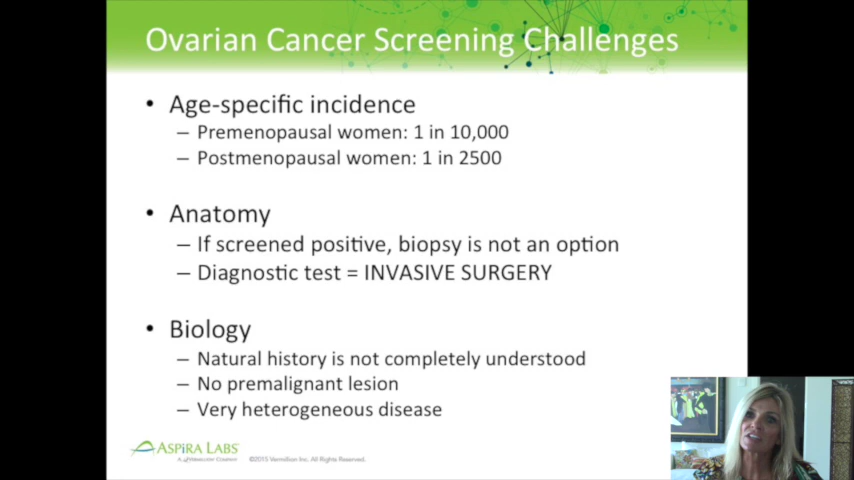 Ovarian Cancer Screening Challenges
• Age-specific incidence
– Premenopausal women: 1 in 10,000
– Postmenopausal women: 1 in 2500
• Anatomy
– If screened positive, biopsy is not an option
– Diagnostic test = INVASIVE SURGERY
• Biology
– Natural history is not completely understood
– No premalignant lesion
– Very heterogeneous disease
ASPIRA LABS
A Vermillion Company
©2015 Vermillion Inc. All Rights Reserved.